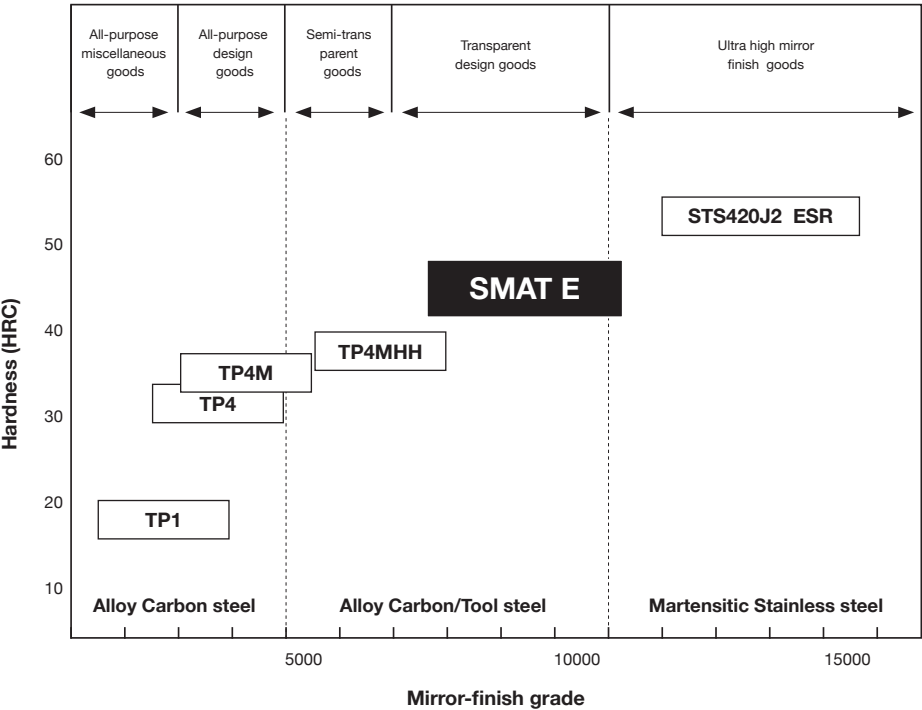 All-purpose
miscellaneous
goods
All-purpose
design
goods
Semi-trans
parent
goods
Transparent
design goods
Ultra high mirror
finish goods
60
50
40
30
20
10
Hardness (HRC)
STS420J2 ESR
SMAT E
TP4MHH
TP4M
TP4
TP1
Alloy Carbon steel
Alloy Carbon/Tool steel
Martensitic Stainless steel
5000
10000
15000
Mirror-finish grade